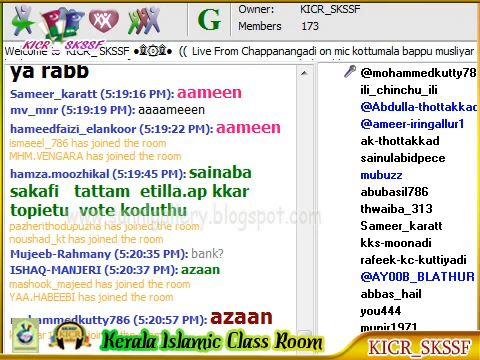 Owner: KICR_SKSSF
G
Members 173
KICR_SKSSF
Welcome to KICR_SKSSF (( Live From Chappanangadi on mic kottumala bappu musliyar
ya rabb
Sameer_karatt (5:19:16 PM): aameen
mv_mnr (5:19:19 PM): aaaameeen
hameedfaizi_elankoor (5:19:22 PM): aameen
ismaeel_786 has joined the room
MHM.VENGARA has joined the room
hamza.moozhikal (5:19:45 PM): sainaba
sakafi tattam etilla.ap kkar
topietu vote koduthu
pazherithodupuzha has joined the room
noushad_kt has joined the room
Mujeeb-Rahmany (5:20:35 PM): bank?
ISHAQ-MANJERI (5:20:37 PM): azaan
mashook_majeed has joined the room
YAA.HABEEBI has joined the room
mohammedkutty786 (5:20:57 PM): azaan
has joined the room
@mohammedkutty78
ili_chinchu_ili
@Abdulla-thottakkad
@ameer-iringallur1
ak-thottakkad
sainulabidpece
mubuzz
abubasil786
thwaiba_313
Sameer_karatt
kks-moonadi
rafeek-kc-kuttiyadi
@AY00B_BLATHUR
abbas_hail
you444
munir1971
Kerala Islamic Class Room
KICR_SKSSF